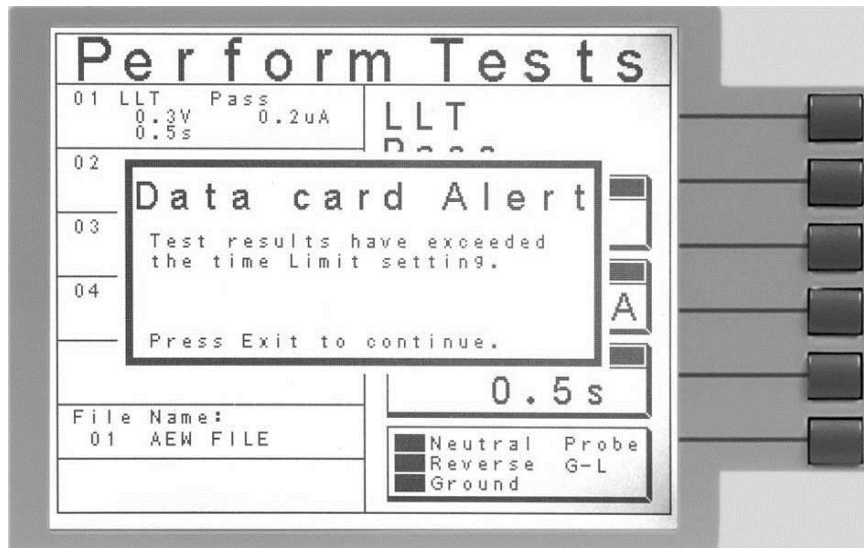 Perform Tests
01 LLT Pass
0.3V 0.2uA
0.5s
LLT
Pass
02
Data card Alert
03
Test results have exceeded
the time Limit setting.
04
A
Press Exit to continue.
0.5s
File Name:
01 AEW FILE
Neutral Probe
Reverse G-L
Ground